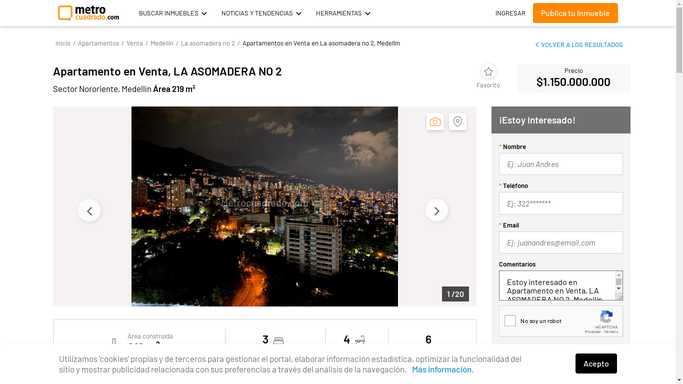 metro
cuadrado.com
BUSCAR INMUEBLES
NOTICIAS Y TENDENCIAS
HERRAMIENTAS
INGRESAR
Publica tu Inmueble
Inicio / Apartamentos / Venta / Medellín / La asomadera no 2 / Apartamentos en Venta en La asomadera no 2, Medellín
VOLVER A LOS RESULTADOS
Apartamento en Venta, LA ASOMADERA NO 2
Sector Nororiente, Medellín Área 219 m²
Favorito
Precio
$1.150.000.000
metrocuadrado.com
1 / 20
¡Estoy Interesado!
* Nombre
Ej: Juan Andres
* Teléfono
Ej: 322*******
* Email
Ej: juanandres@email.com
Comentarios
Estoy interesado en
Apartamento en Venta, LA
ASOMADERA NO 2, Medellín
No soy un robot
reCAPTCHA
Privacidad - Términos
Área construida
3
4
6
Utilizamos 'cookies' propias y de terceros para gestionar el portal, elaborar información estadística, optimizar la funcionalidad del
sitio y mostrar publicidad relacionada con sus preferencias a través del análisis de la navegación. Más información.
Acepto